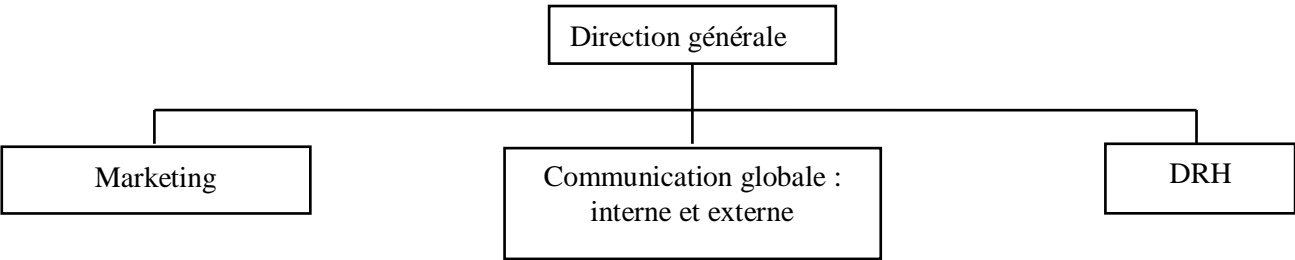 Direction générale
Marketing
Communication globale :
interne et externe
DRH